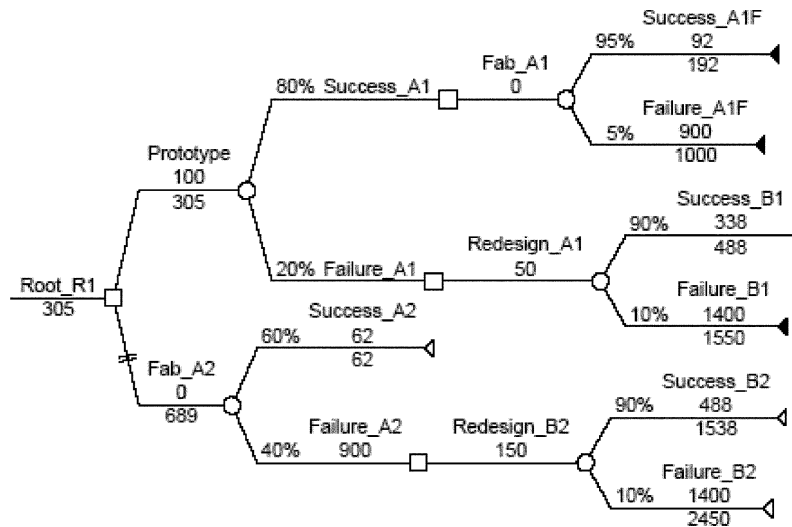 Success_A1F
95% 92
192
Fab_A1
80% Success_A1
0
Failure_A1F
5% 900
1000
Prototype
100
305
Success_B1
90% 338
488
Redesign_A1
20% Failure_A1
50
Failure_B1
10% 1400
1550
Root_R1
305
Success_A2
60% 62
62
Fab_A2
0
689
Success_B2
90% 488
1538
Failure_A2
Redesign_B2
40% 900
150
Failure_B2
10% 1400
2450